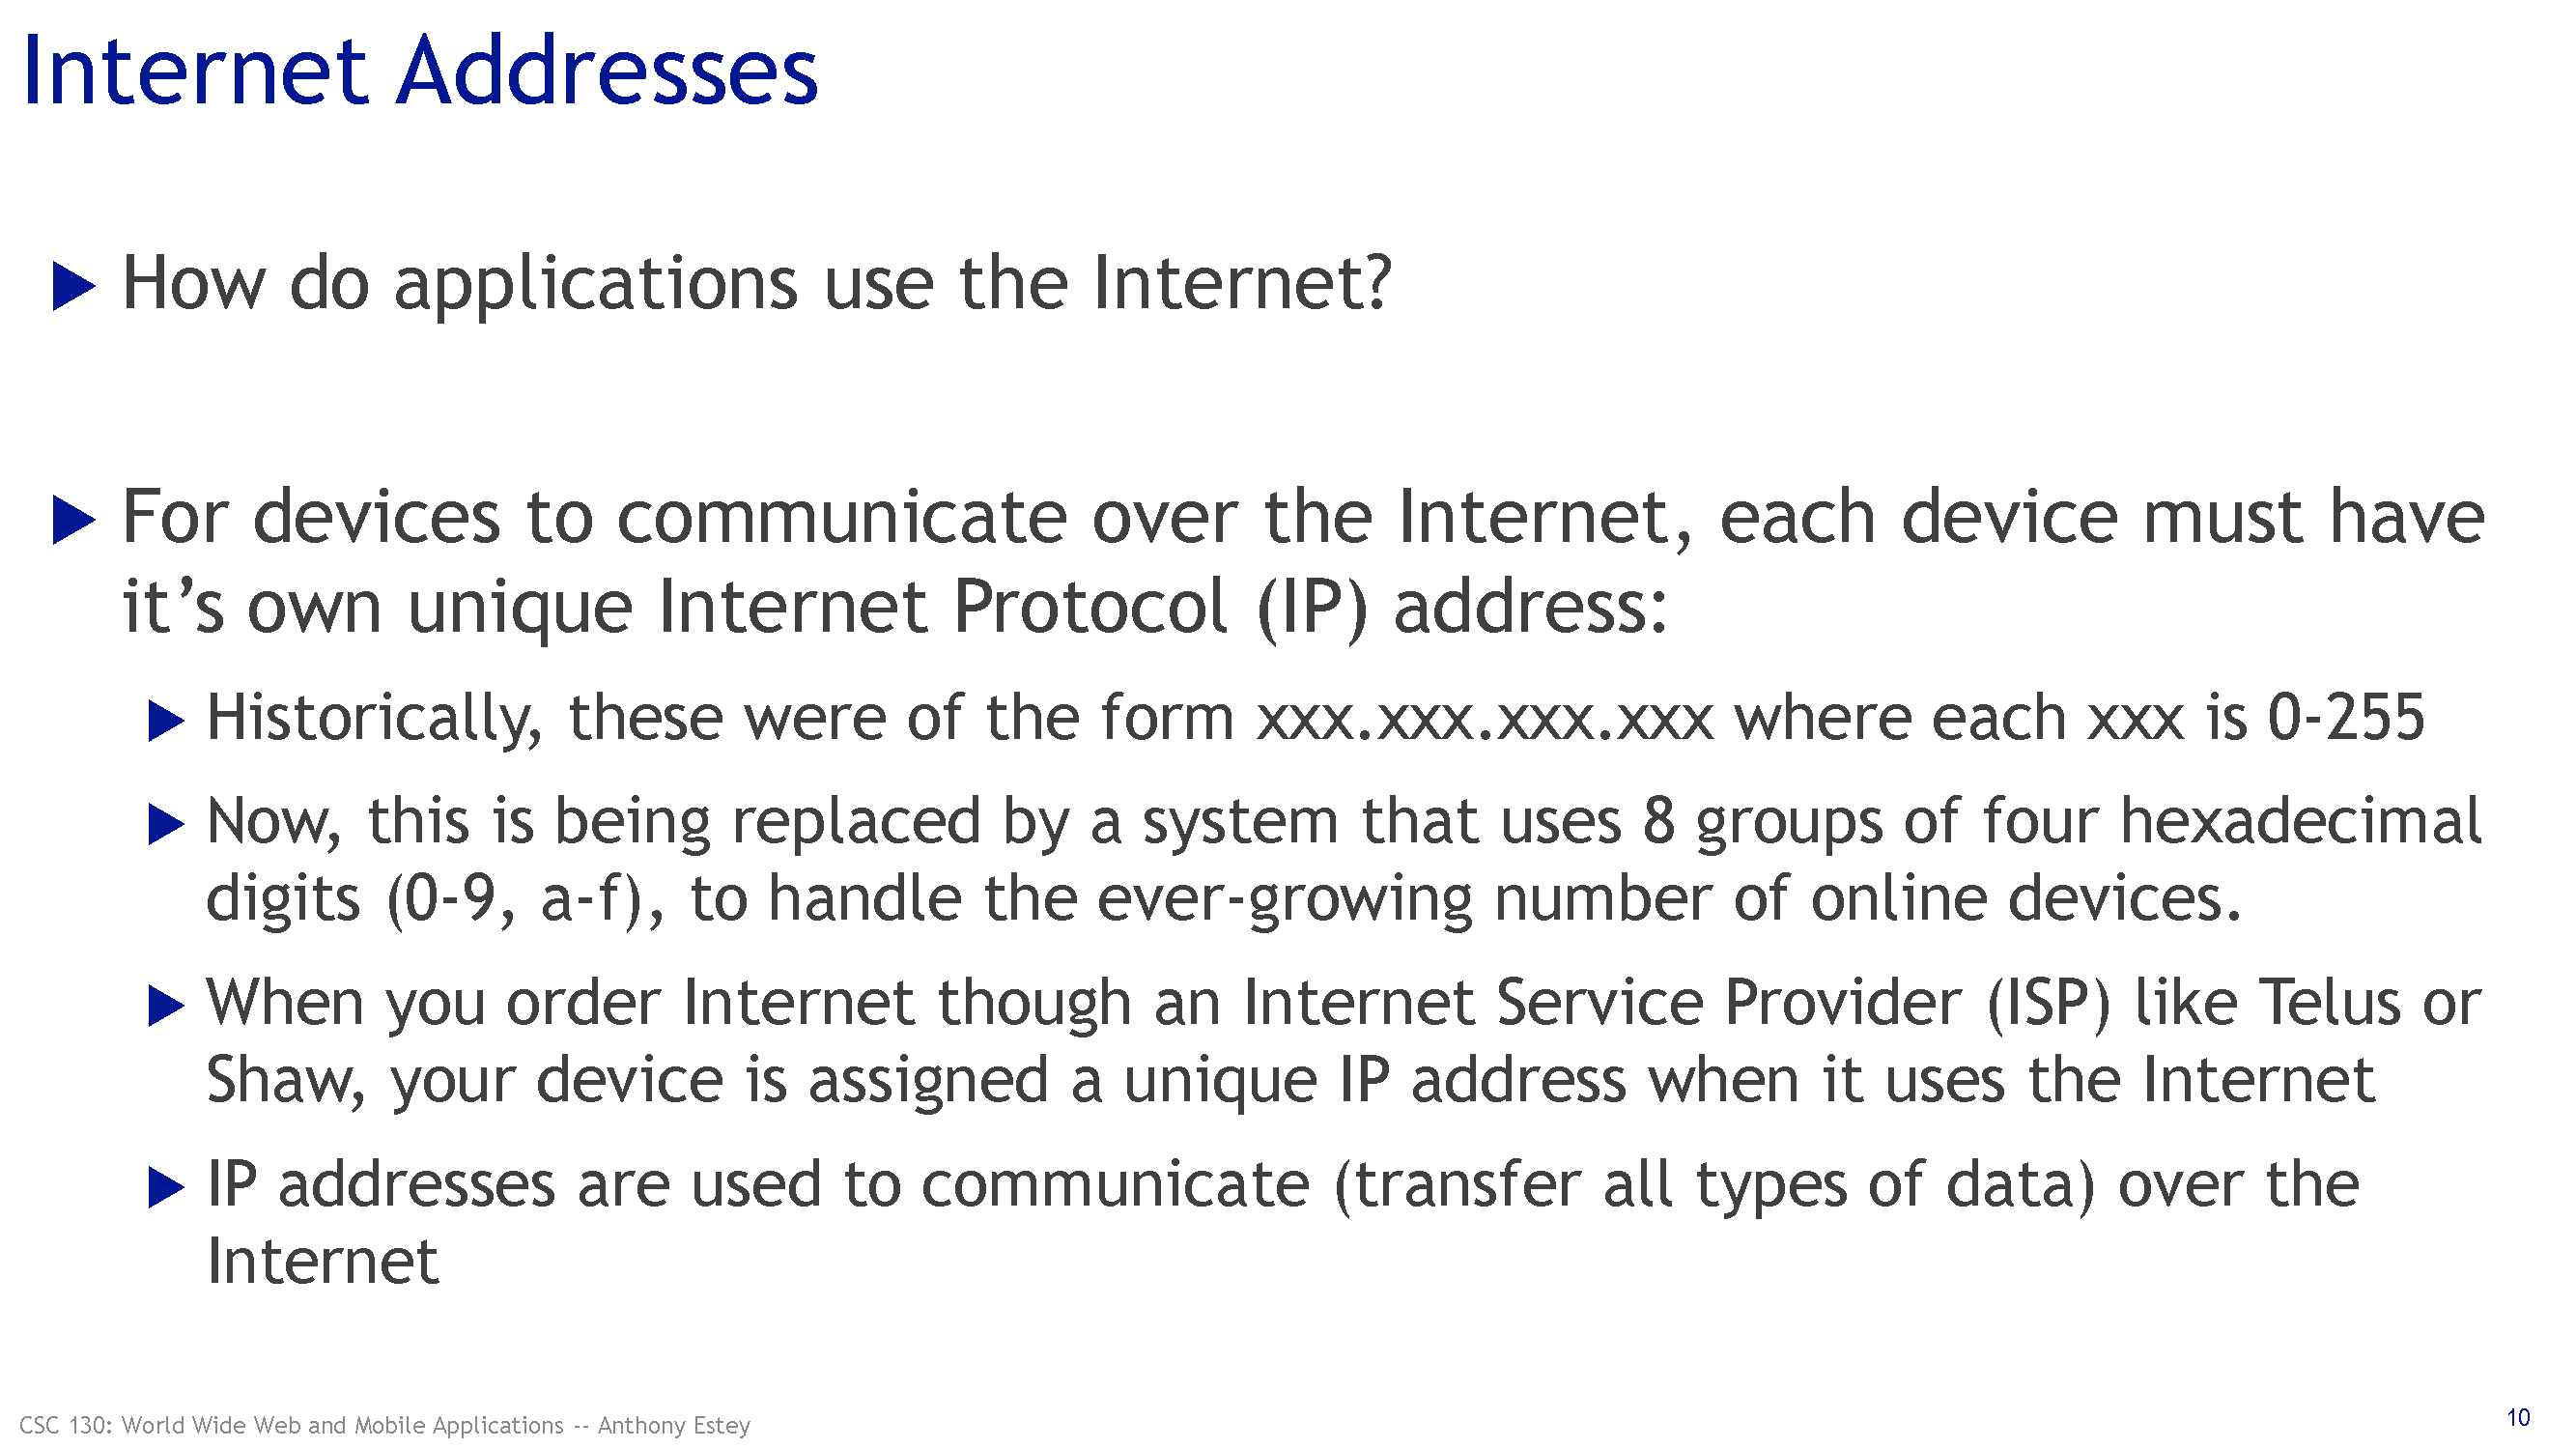 Internet Addresses
How do applications use the Internet?
For devices to communicate over the Internet, each device must have
it’s own unique Internet Protocol (IP) address:
Historically, these were of the form xxx.xxx.xxx.xxx where each xxx is 0-255
Now, this is being replaced by a system that uses 8 groups of four hexadecimal
digits (0-9, a-f), to handle the ever-growing number of online devices.
When you order Internet though an Internet Service Provider (ISP) like Telus or
Shaw, your device is assigned a unique IP address when it uses the Internet
IP addresses are used to communicate (transfer all types of data) over the
Internet
CSC 130: World Wide Web and Mobile Applications -- Anthony Estey
10